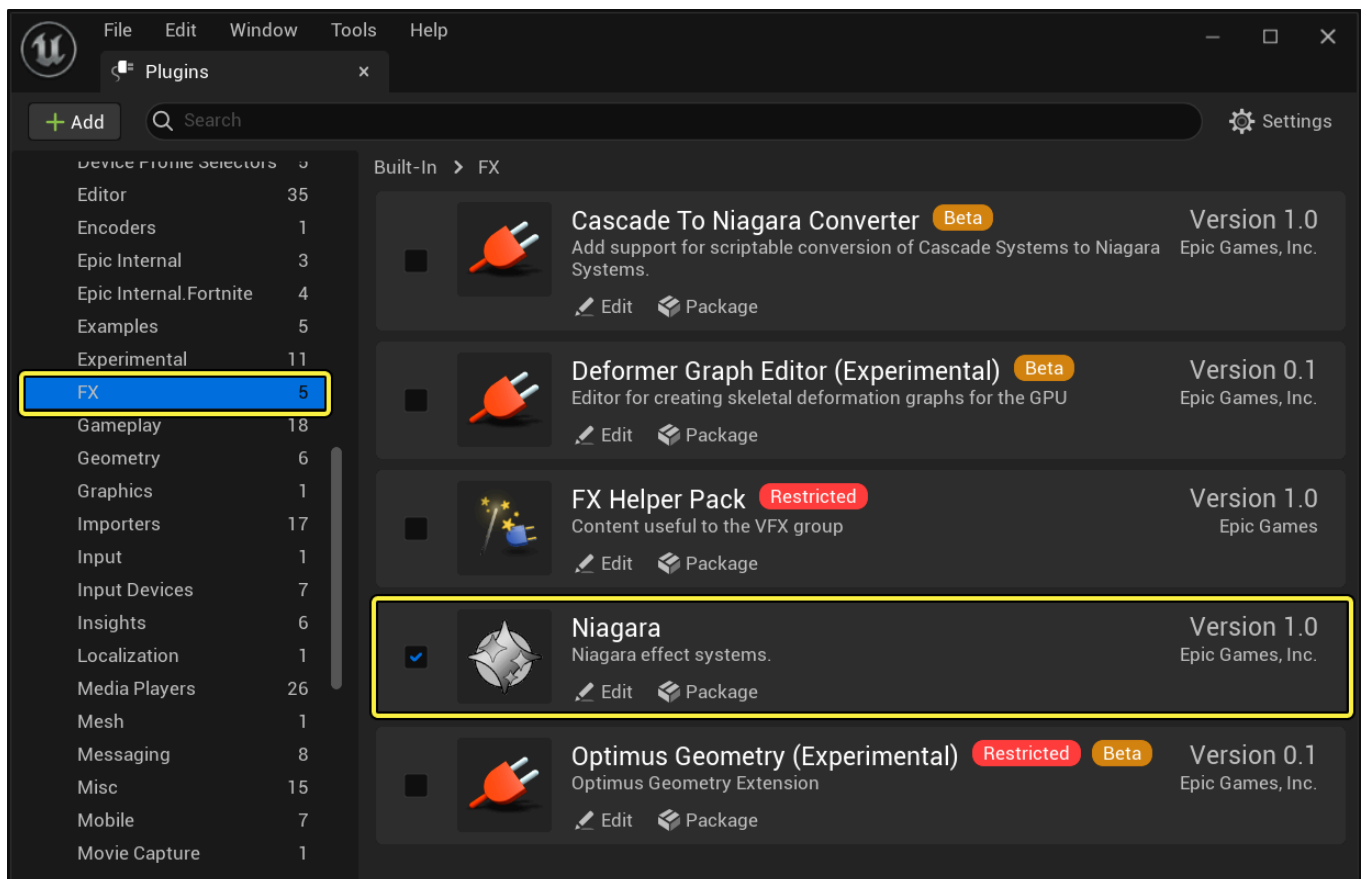 File Edit Window Tools Help
Plugins
Add
Search
Settings
Device Profile Selectors 5
Editor 35
Encoders 1
Epic Internal 3
Epic Internal.Fortnite 4
Examples 5
Experimental 11
FX 5
Gameplay 18
Geometry 6
Graphics 1
Importers 17
Input 1
Input Devices 7
Insights 6
Localization 1
Media Players 26
Mesh 1
Messaging 8
Misc 15
Mobile 7
Movie Capture 1
Built-In > FX
Cascade To Niagara Converter Beta Version 1.0
Add support for scriptable conversion of Cascade Systems to Niagara Epic Games, Inc.
Systems.
Edit Package
Deformer Graph Editor (Experimental) Beta Version 0.1
Editor for creating skeletal deformation graphs for the GPU Epic Games, Inc.
Edit Package
FX Helper Pack Restricted Version 1.0
Content useful to the VFX group Epic Games
Edit Package
Niagara Version 1.0
Niagara effect systems. Epic Games, Inc.
Edit Package
Optimus Geometry (Experimental) Restricted Beta Version 0.1
Optimus Geometry Extension Epic Games, Inc.
Edit Package